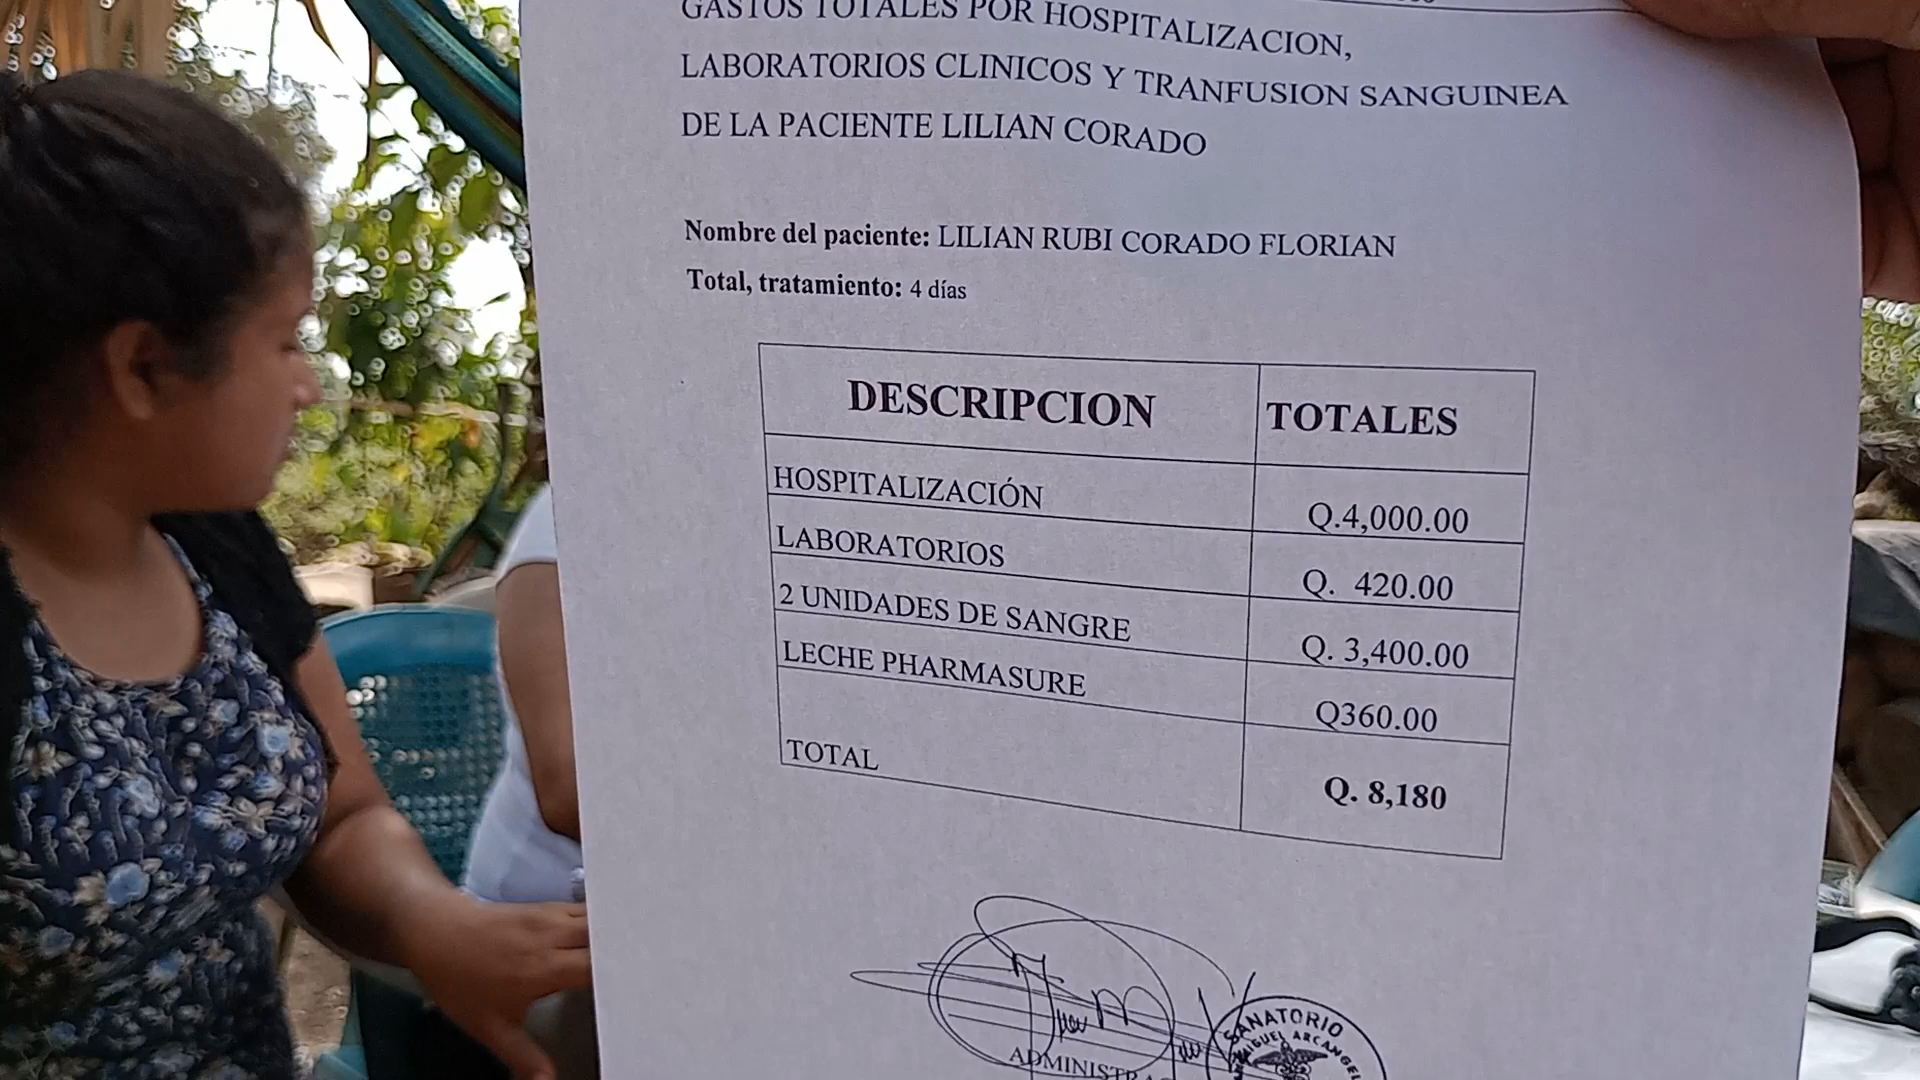 GASTOS TOTALES POR HOSPITALIZACION,
LABORATORIOS CLINICOS Y TRANFUSION SANGUINEA
DE LA PACIENTE LILIAN CORADO
Nombre del paciente: LILIAN RUBI CORADO FLORIAN
Total, tratamiento: 4 días
DESCRIPCION TOTALES
HOSPITALIZACIÓN Q.4,000.00
LABORATORIOS Q. 420.00
2 UNIDADES DE SANGRE Q. 3,400.00
LECHE PHARMASURE Q360.00
TOTAL Q. 8,180
SANATORIO
MIGUEL ARCANGEL